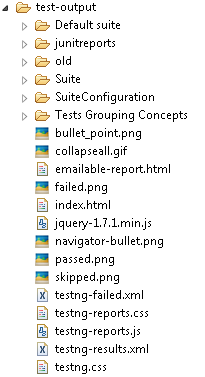 test-output
Default suite
junitreports
old
Suite
SuiteConfiguration
Tests Grouping Concepts
bullet_point.png
collapseall.gif
emailable-report.html
failed.png
index.html
jquery-1.7.1.min.js
navigator-bullet.png
passed.png
skipped.png
testng-failed.xml
testng-reports.css
testng-reports.js
testng-results.xml
testng.css